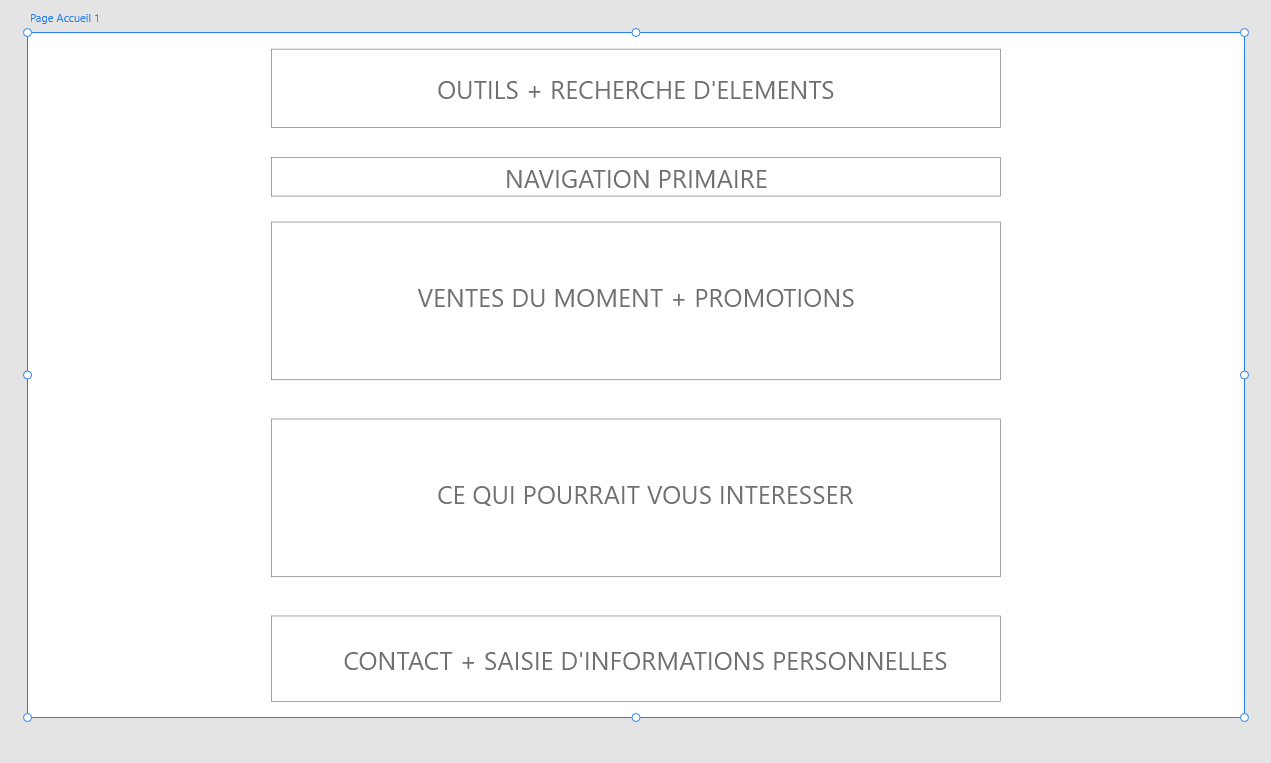 Page Accueil 1
OUTILS + RECHERCHE D'ELEMENTS
NAVIGATION PRIMAIRE
VENTES DU MOMENT + PROMOTIONS
CE QUI POURRAIT VOUS INTERESSER
CONTACT + SAISIE D'INFORMATIONS PERSONNELLES